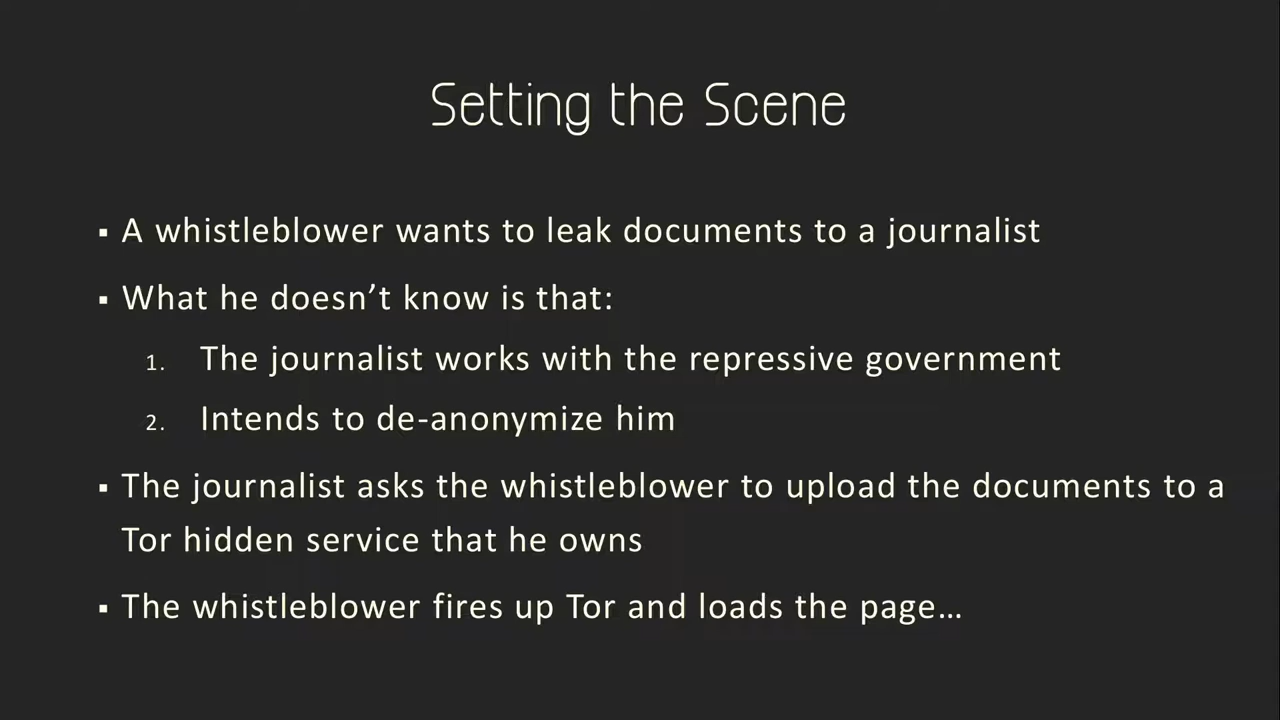 Setting the Scene
▪ A whistleblower wants to leak documents to a journalist
▪ What he doesn’t know is that:
1. The journalist works with the repressive government
2. Intends to de-anonymize him
▪ The journalist asks the whistleblower to upload the documents to a
Tor hidden service that he owns
▪ The whistleblower fires up Tor and loads the page…